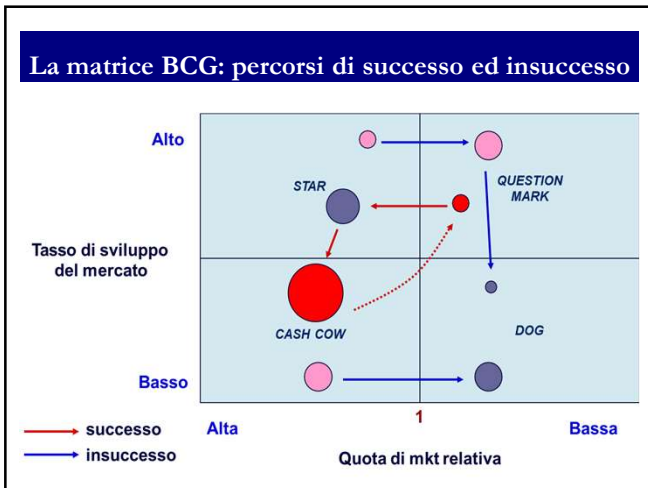 La matrice BCG: percorsi di successo ed insuccesso
Alto
STAR
QUESTION
MARK
Tasso di sviluppo
del mercato
CASH COW
DOG
Basso
1
Alta
Bassa
successo
insuccesso
Quota di mkt relativa